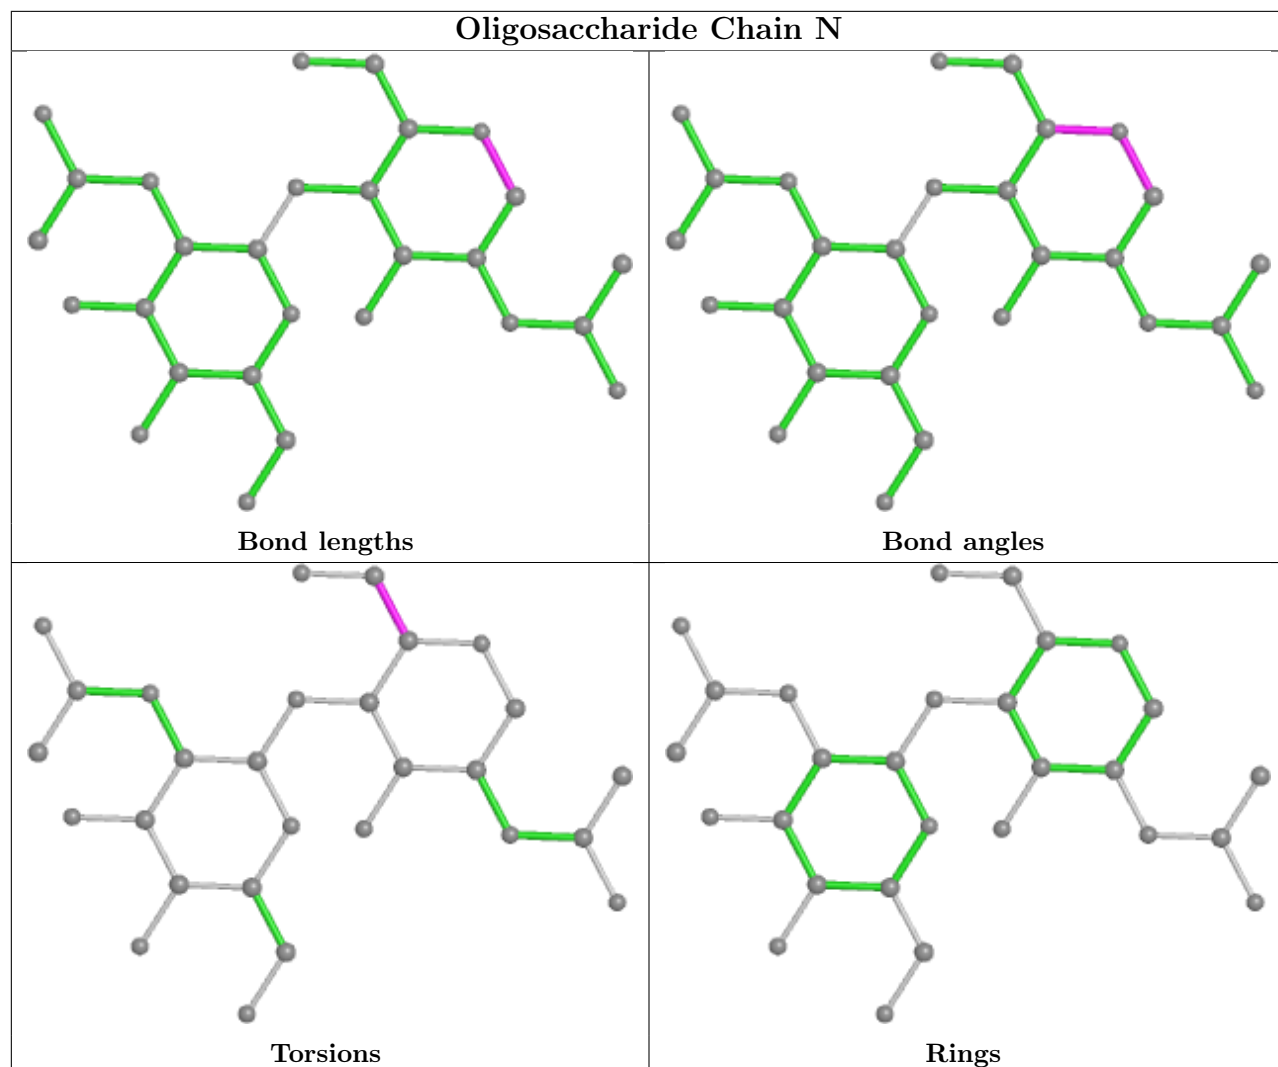 Oligosaccharide Chain N
Bond lengths
Bond angles
Torsions
Rings